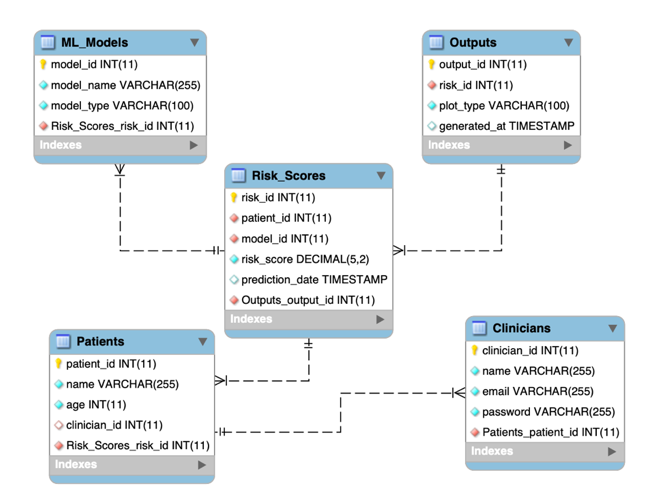 ML_Models
model_id INT(11)
model_name VARCHAR(255)
model_type VARCHAR(100)
Risk_Scores_risk_id INT(11)
Indexes
Outputs
output_id INT(11)
risk_id INT(11)
plot_type VARCHAR(100)
generated_at TIMESTAMP
Indexes
Risk_Scores
risk_id INT(11)
patient_id INT(11)
model_id INT(11)
risk_score DECIMAL(5,2)
prediction_date TIMESTAMP
Outputs_output_id INT(11)
Indexes
Patients
patient_id INT(11)
name VARCHAR(255)
age INT(11)
clinician_id INT(11)
Risk_Scores_risk_id INT(11)
Indexes
Clinicians
clinician_id INT(11)
name VARCHAR(255)
email VARCHAR(255)
password VARCHAR(255)
Patients_patient_id INT(11)
Indexes